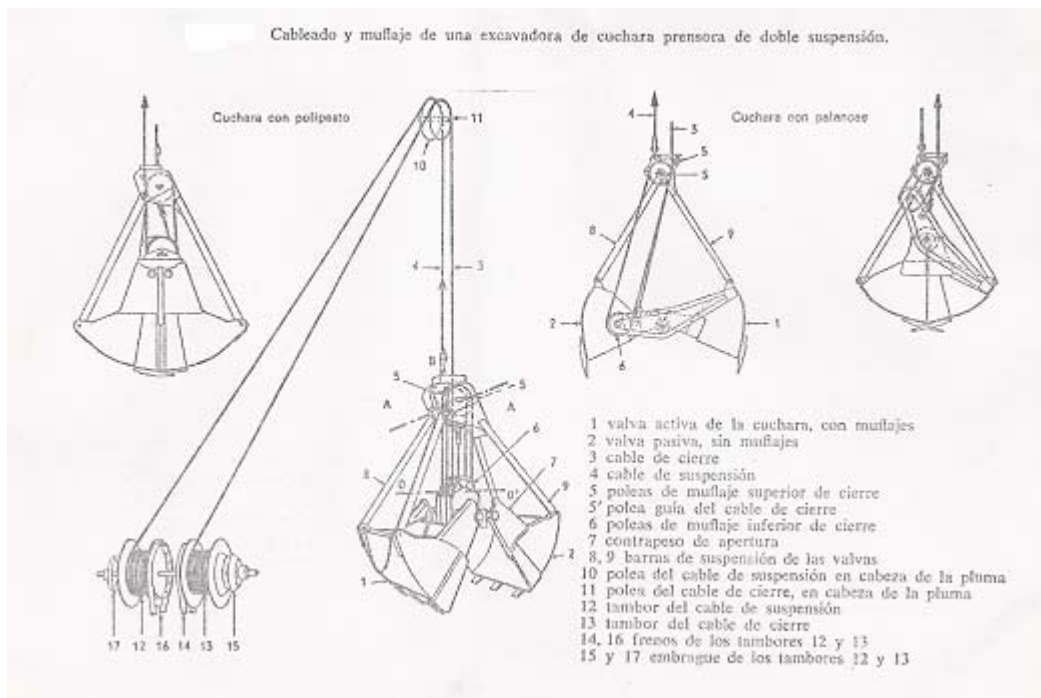 Cableado y muflaje de una excavadora de cuchara prensora de doble suspensión.
Cuchara con polipasto
Cuchara con palancas
11
10
4
3
5
5
8
9
4
3
2
1
6
B
5
5
A
A
6
7
8
O
O'
9
1
2
17 12 16 14 13 15
1 valva activa de la cuchara, con muflajes
2 valva pasiva, sin muflajes
3 cable de cierre
4 cable de suspensión
5 poleas de muflaje superior de cierre
5' polea guía del cable de cierre
6 poleas de muflaje inferior de cierre
7 contrapeso de apertura
8, 9 barras de suspensión de las valvas
10 polea del cable de suspensión en cabeza de la pluma
11 polea del cable de cierre, en cabeza de la pluma
12 tambor del cable de suspensión
13 tambor del cable de cierre
14, 16 frenos de los tambores 12 y 13
15 y 17 embrague de los tambores 12 y 13